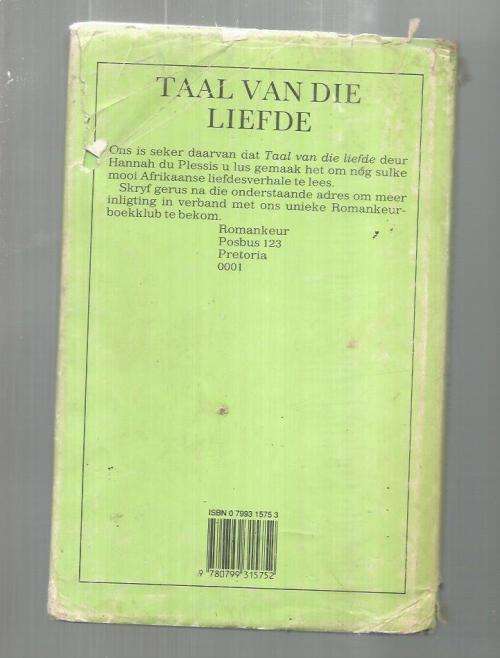 TAAL VAN DIE
LIEFDE
Ons is seker daarvan dat Taal van die liefde deur
Hannah du Plessis u lus gemaak het om nóg sulke
mooi Afrikaanse liefdesverhale te lees.
Skryf gerus na die onderstaande adres om meer
inligting in verband met ons unieke Romankeur-
boekklub te bekom.
Romankeur
Posbus 123
Pretoria
0001
ISBN 0 7993 1575 3
9 780799 315752